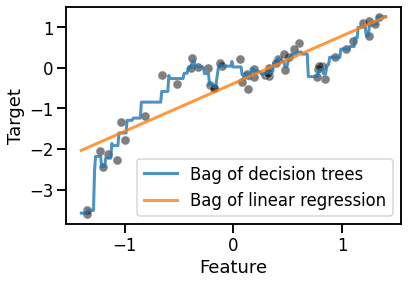 1
0
−1
−2
−3
Target
Bag of decision trees
Bag of linear regression
−1
0
1
Feature